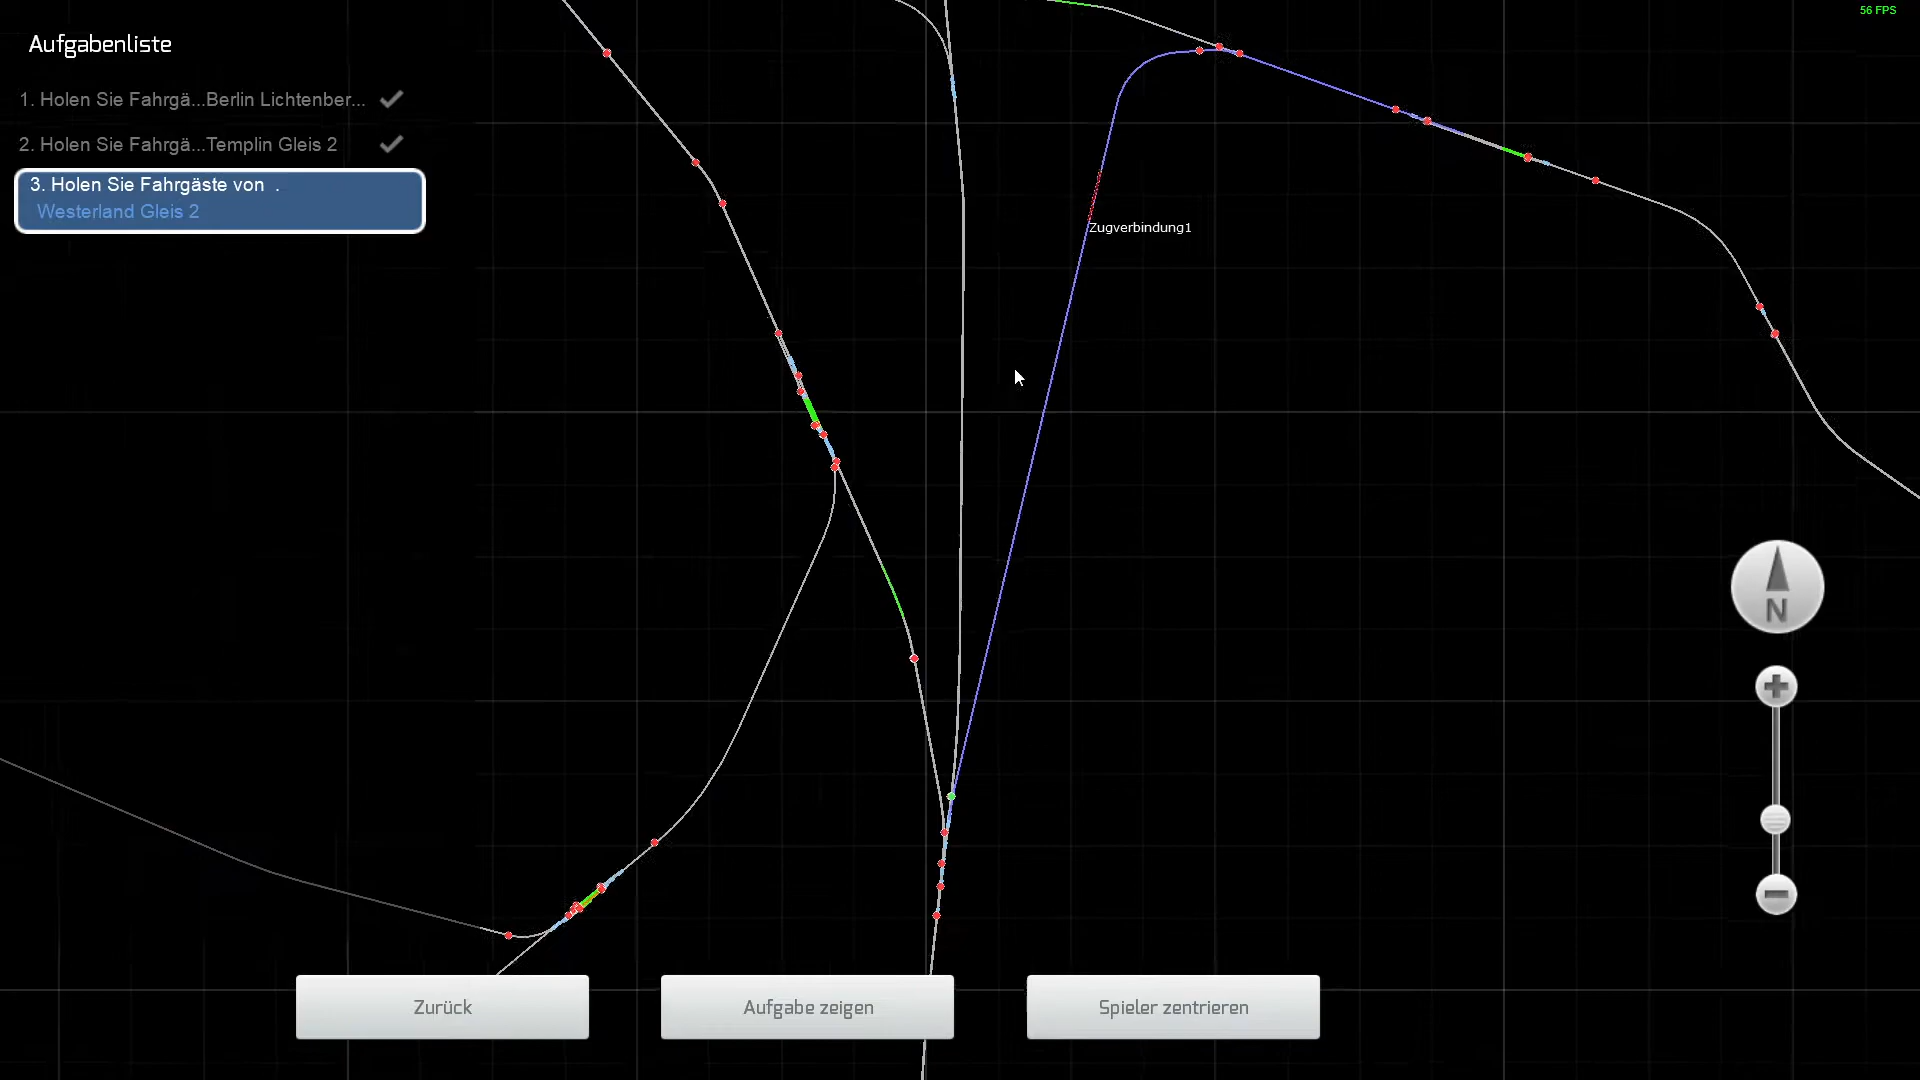 56 FPS
Aufgabenliste
1. Holen Sie Fahrgä...Berlin Lichtenber...
2. Holen Sie Fahrgä...Templin Gleis 2
3. Holen Sie Fahrgäste von .
Westerland Gleis 2
Zugverbindung1
N
Zurück
Aufgabe zeigen
Spieler zentrieren